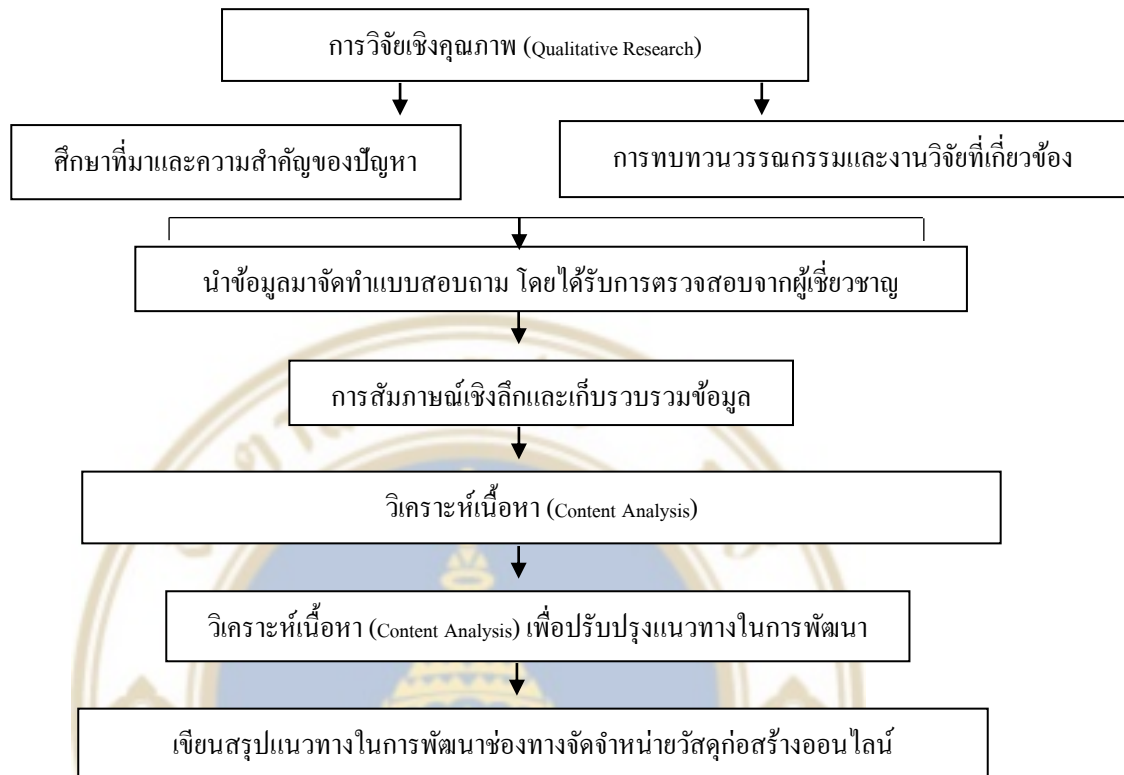 การวิจัยเชิงคุณภาพ (Qualitative Research)
ศึกษาที่มาและความสำคัญของปัญหา
การทบทวนวรรณกรรมและงานวิจัยที่เกี่ยวข้อง
นำข้อมูลมาจัดทำแบบสอบถาม โดยได้รับการตรวจสอบจากผู้เชี่ยวชาญ
การสัมภาษณ์เชิงลึกและเก็บรวบรวมข้อมูล
วิเคราะห์เนื้อหา (Content Analysis)
วิเคราะห์เนื้อหา (Content Analysis) เพื่อปรับปรุงแนวทางในการพัฒนา
เขียนสรุปแนวทางในการพัฒนาช่องทางจัดจำหน่ายวัสดุก่อสร้างออนไลน์